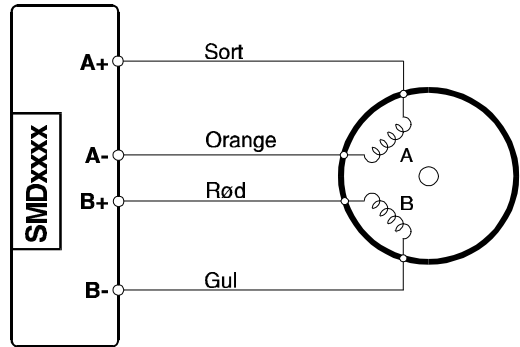 A+ Sort
A- Orange
A
SMDxxxx
B+ Rød
B
B- Gul